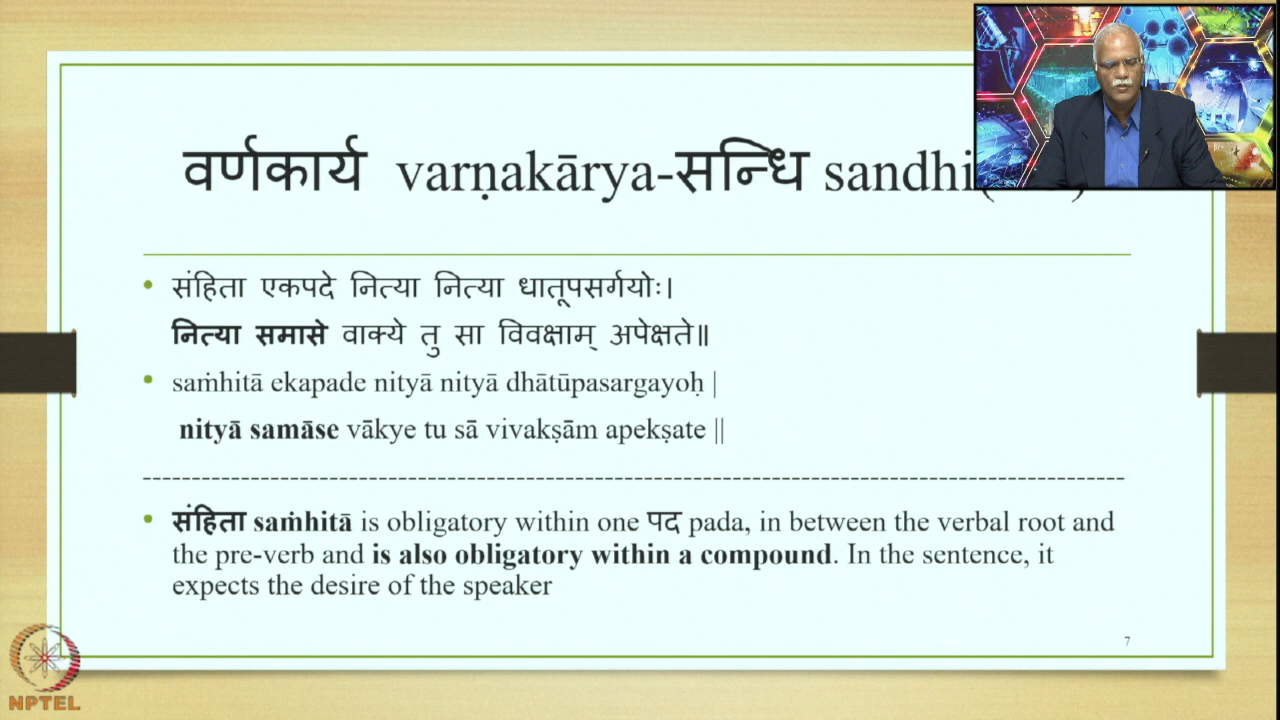 वर्णकार्य varṇakārya-सन्धि sandhi(
संहिता एकपदे नित्या नित्या धातूपसर्गयोः।
नित्या समासे वाक्ये तु सा विवक्षाम् अपेक्षते॥
saṁhitā ekapade nityā nityā dhātūpasargayoḥ |
nityā samāse vākye tu sā vivakṣām apekṣate ||
संहिता saṁhitā is obligatory within one पद pada, in between the verbal root and
the pre-verb and is also obligatory within a compound. In the sentence, it
expects the desire of the speaker
7
NPTEL